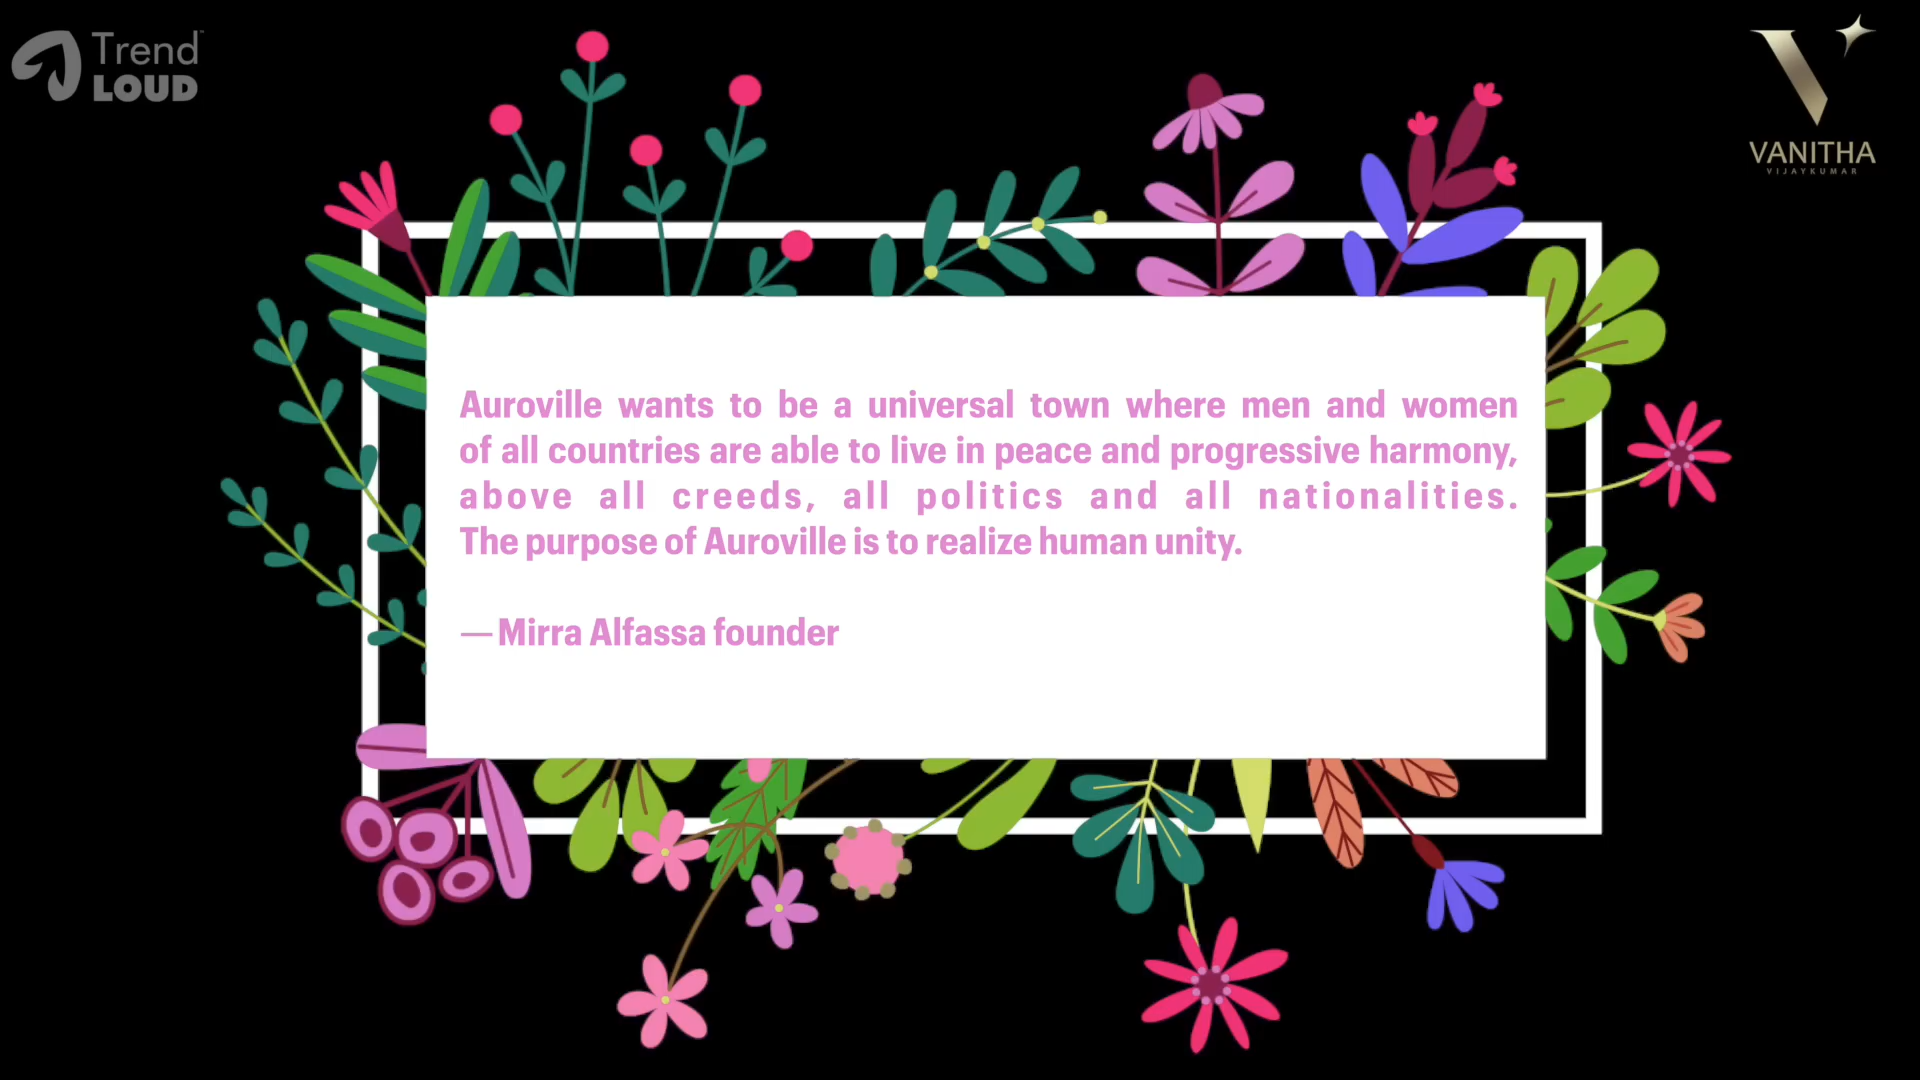 Trend
LOUD
VANITHA
VIJAYKUMAR
Auroville wants to be a universal town where men and women
of all countries are able to live in peace and progressive harmony,
above all creeds, all politics and all nationalities.
The purpose of Auroville is to realize human unity.
— Mirra Alfassa founder